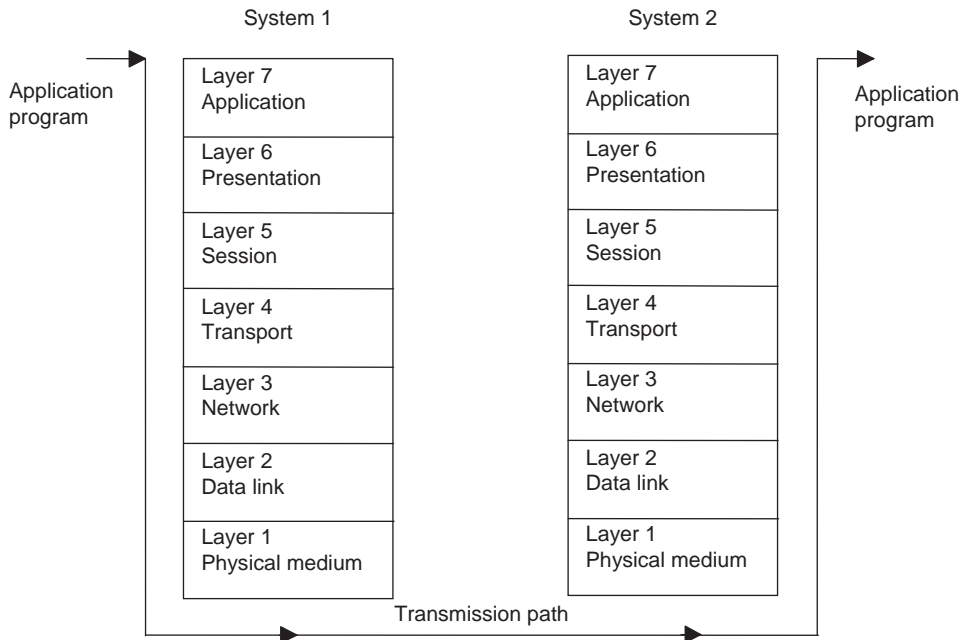 System 1
System 2
Application
program
Layer 7
Application
Layer 6
Presentation
Layer 5
Session
Layer 4
Transport
Layer 3
Network
Layer 2
Data link
Layer 1
Physical medium
Layer 7
Application
Layer 6
Presentation
Layer 5
Session
Layer 4
Transport
Layer 3
Network
Layer 2
Data link
Layer 1
Physical medium
Application
program
Transmission path